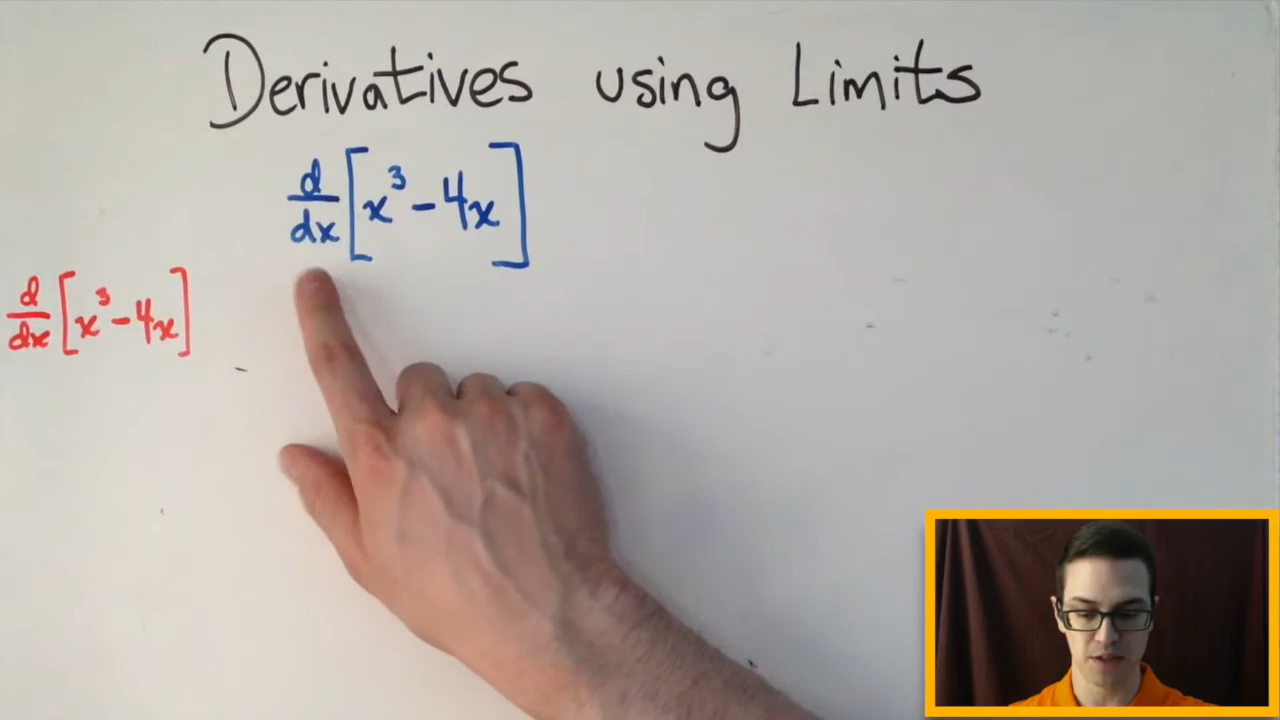 Derivatives using Limits
d/dx [x³ - 4x]
d/dx [x³ - 4x]